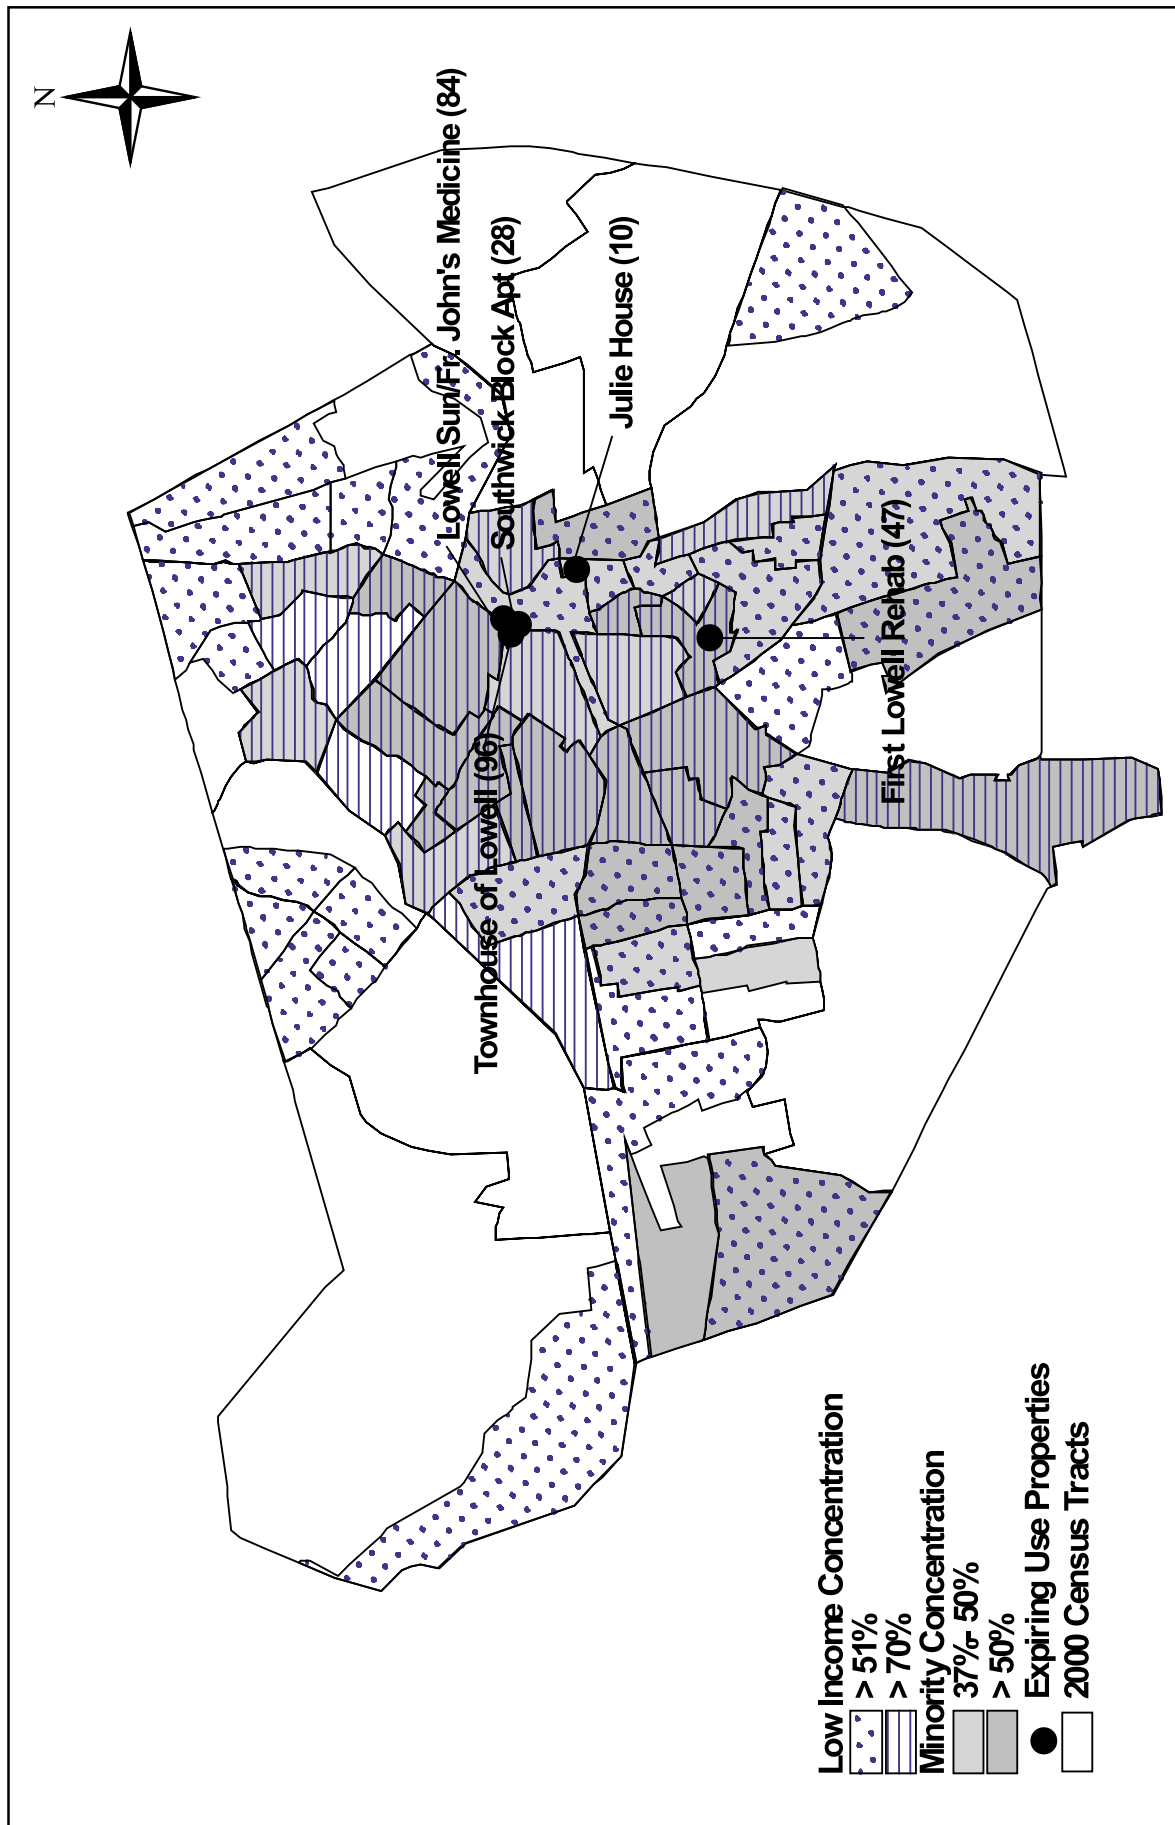 N
Lowell Sun/Fr. John's Medicine (84)
Southwick Block Apt (28)
Julie House (10)
First Lowell Rehab (47)
Townhouse of Lowell (96)
Low Income Concentration
> 51%
> 70%
Minority Concentration
37%- 50%
> 50%
Expiring Use Properties
2000 Census Tracts